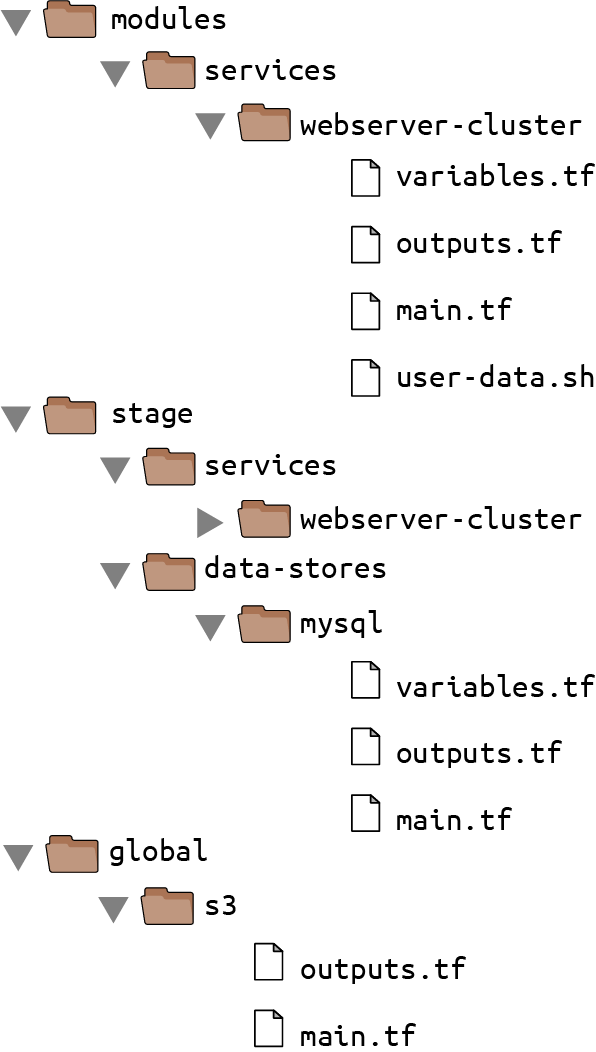 modules
services
webserver-cluster
variables.tf
outputs.tf
main.tf
user-data.sh
stage
services
webserver-cluster
data-stores
mysql
variables.tf
outputs.tf
main.tf
global
s3
outputs.tf
main.tf